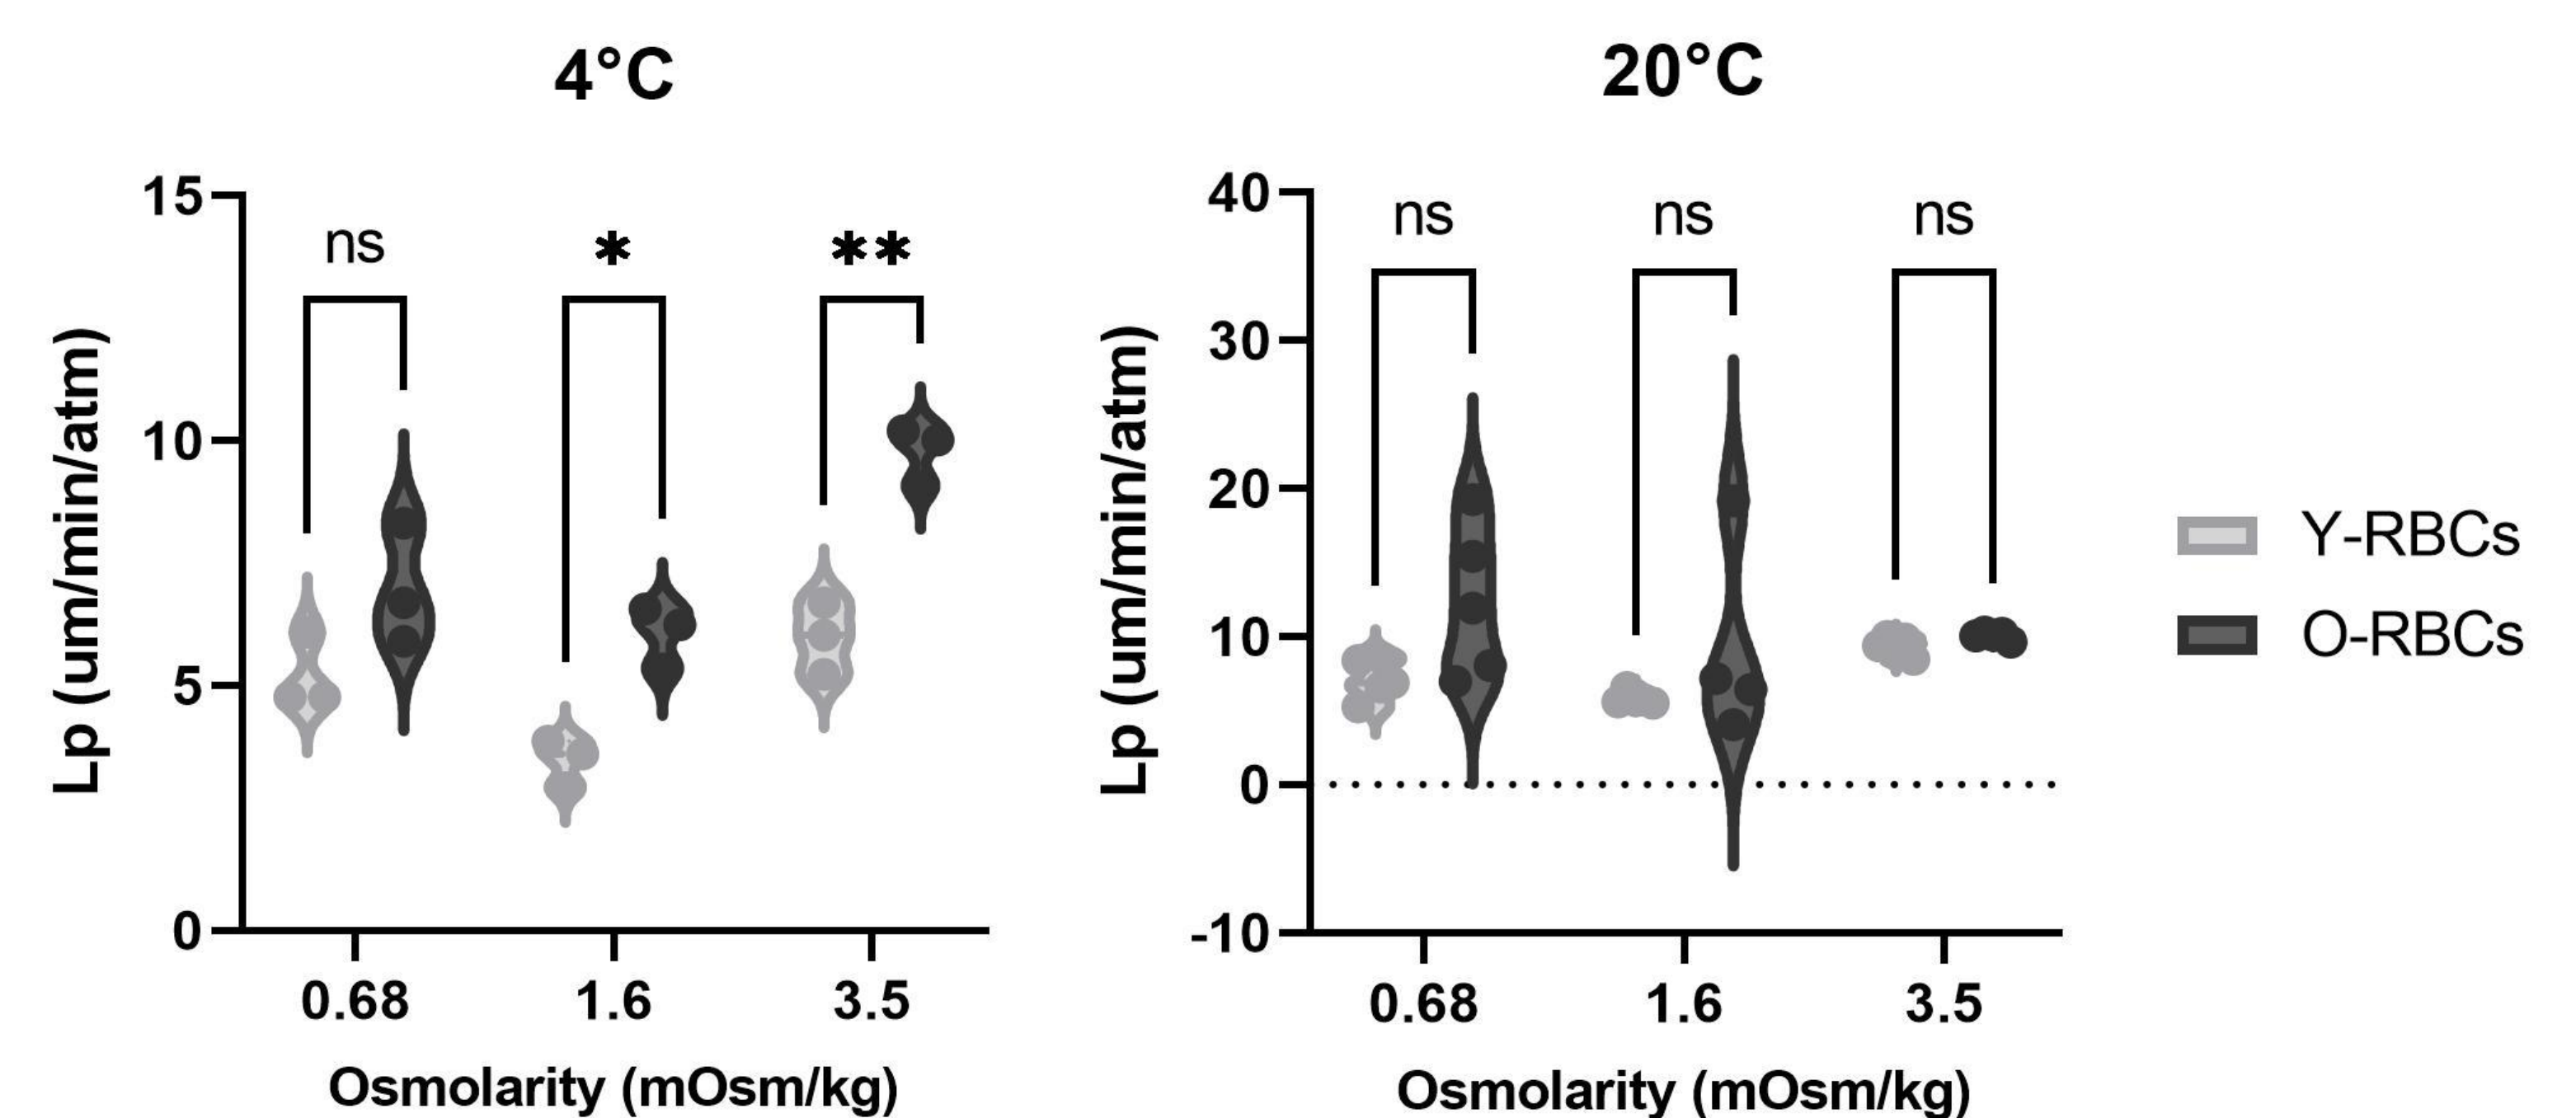 4°C
15
10
5
0
ns
*
**
Lp (um/min/atm)
0.68
1.6
3.5
Osmolarity (mOsm/kg)
20°C
40
30
20
10
0
-10
ns
ns
ns
Lp (um/min/atm)
0.68
1.6
3.5
Osmolarity (mOsm/kg)
Y-RBCs
O-RBCs